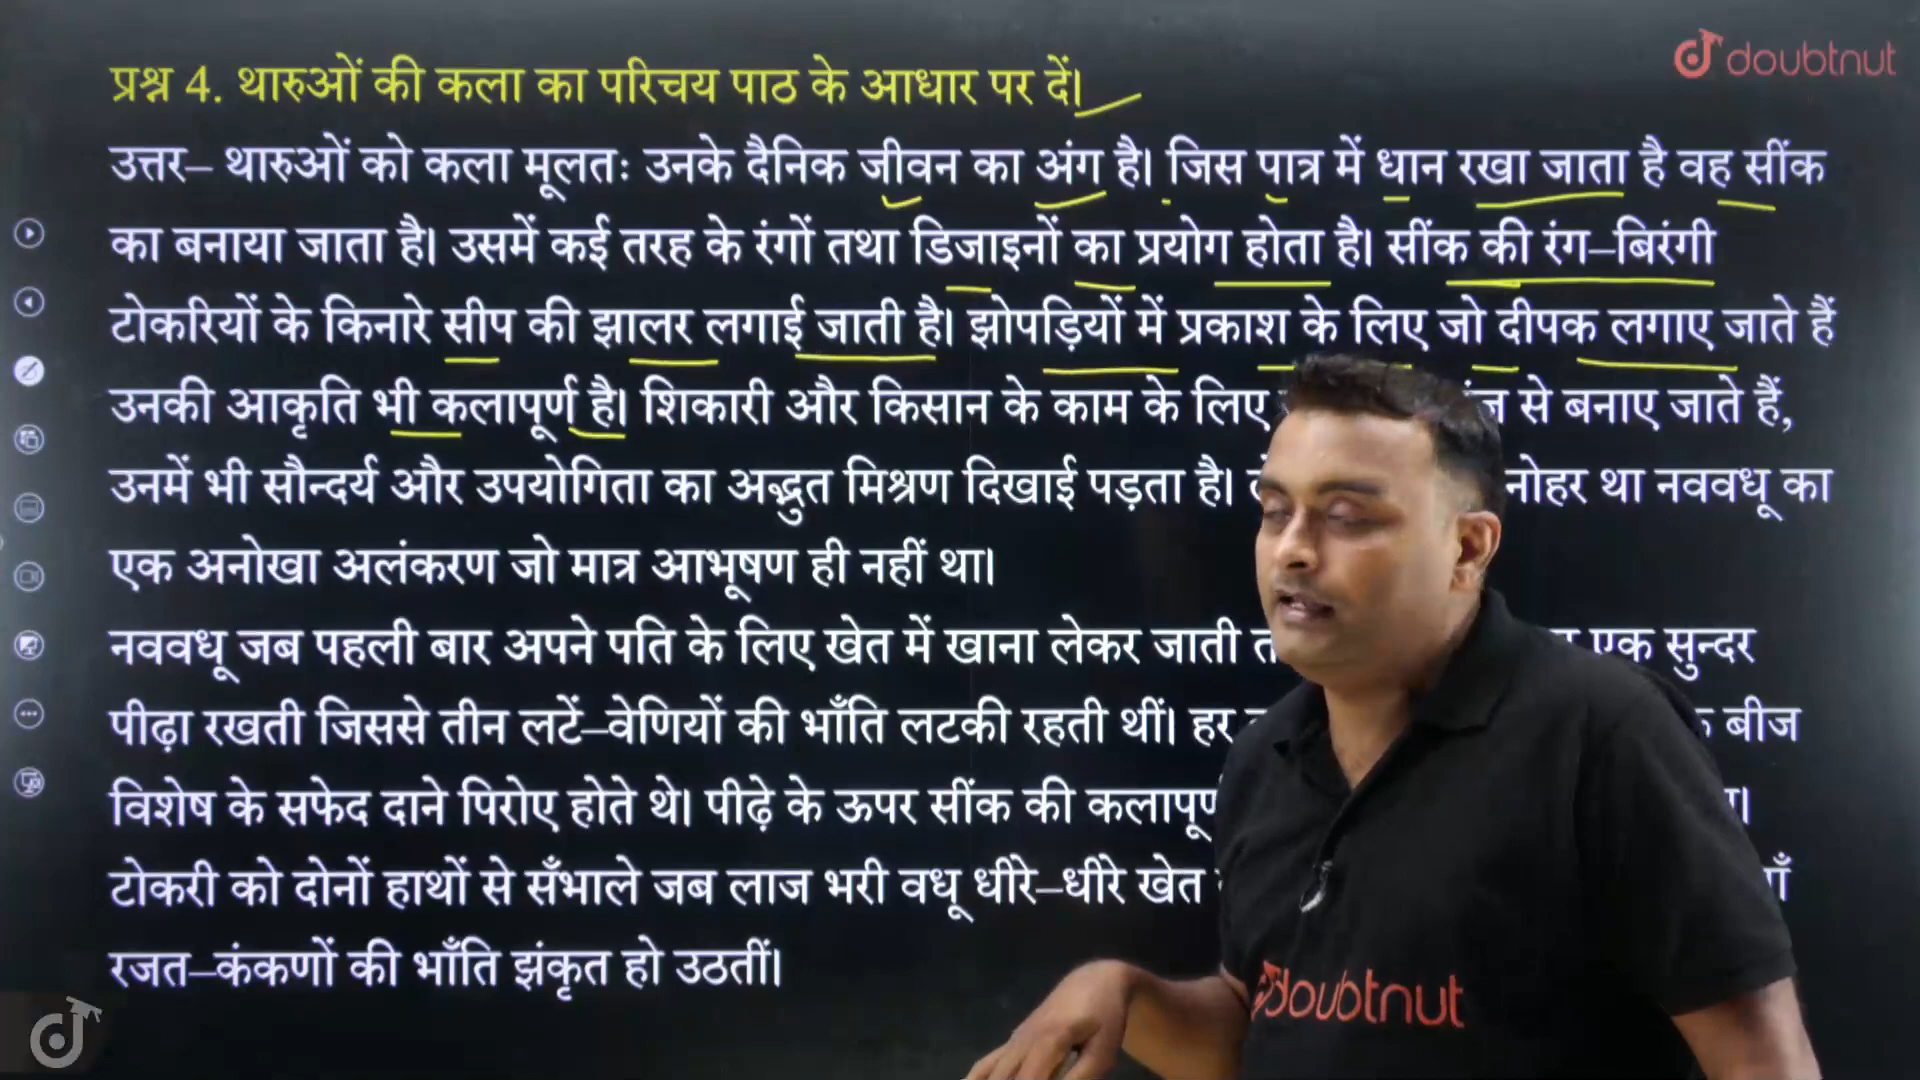 doubtnut
प्रश्न 4. थारुओं की कला का परिचय पाठ के आधार पर दें।
उत्तर– थारुओं को कला मूलतः उनके दैनिक जीवन का अंग है। जिस पात्र में धान रखा जाता है वह सींक
का बनाया जाता है। उसमें कई तरह के रंगों तथा डिजाइनों का प्रयोग होता है। सींक की रंग–बिरंगी
टोकरियों के किनारे सीप की झालर लगाई जाती है। झोपड़ियों में प्रकाश के लिए जो दीपक लगाए जाते हैं
उनकी आकृति भी कलापूर्ण है। शिकारी और किसान के काम के लिए से बनाए जाते हैं,
उनमें भी सौन्दर्य और उपयोगिता का अद्भुत मिश्रण दिखाई पड़ता है। था नववधू का
एक अनोखा अलंकरण जो मात्र आभूषण ही नहीं था।
नववधू जब पहली बार अपने पति के लिए खेत में खाना लेकर जाती एक सुन्दर
पीढ़ा रखती जिससे तीन लटें–वेणियों की भाँति लटकी रहती थीं। हर बीज
विशेष के सफेद दाने पिरोए होते थे। पीढ़े के ऊपर सींक की
टोकरी को दोनों हाथों से सँभाले जब लाज भरी वधू धीरे–धीरे खेत
रजत–कंकणों की भाँति झंकृत हो उठतीं।
doubtnut